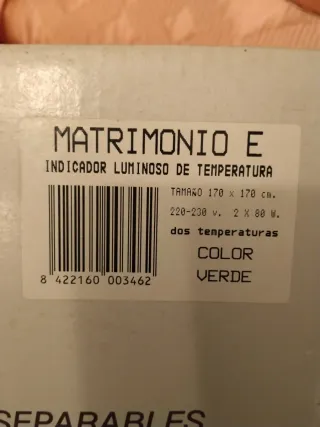 MATRIMONIO E
INDICADOR LUMINOSO DE TEMPERATURA
TAMAÑO 170 x 170 cm.
220-230 v. 2 X 80 W.
dos temperaturas
COLOR
VERDE
8 422160 003462
SEPARABLES